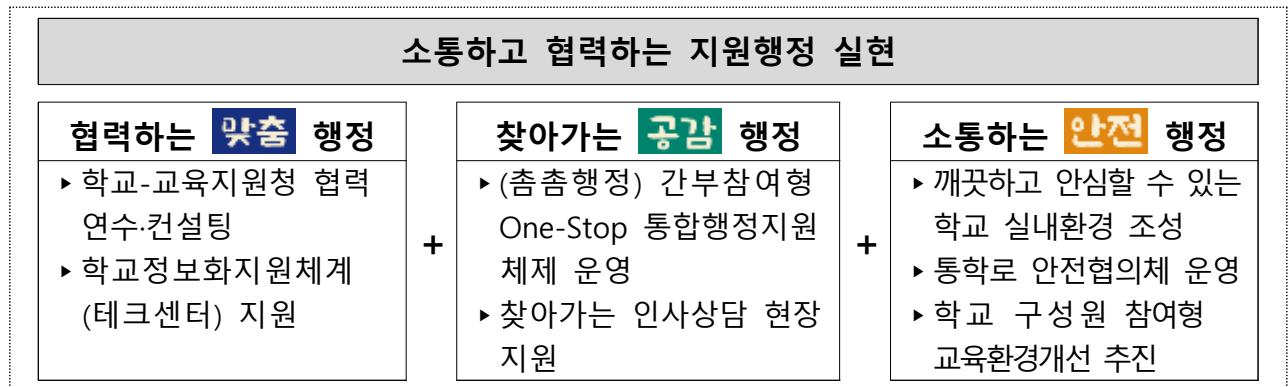 소통하고 협력하는 지원행정 실현
협력하는 맞춤 행정
▸학교-교육지원청 협력
연수·컨설팅
▸학교정보화지원체계
(테크센터) 지원
+
찾아가는 공감 행정
▸(촘촘행정) 간부참여형
One-Stop 통합행정지원
체제 운영
▸찾아가는 인사상담 현장
지원
+
소통하는 안전 행정
▸깨끗하고 안심할 수 있는
학교 실내환경 조성
▸통학로 안전협의체 운영
▸학교 구성원 참여형
교육환경개선 추진